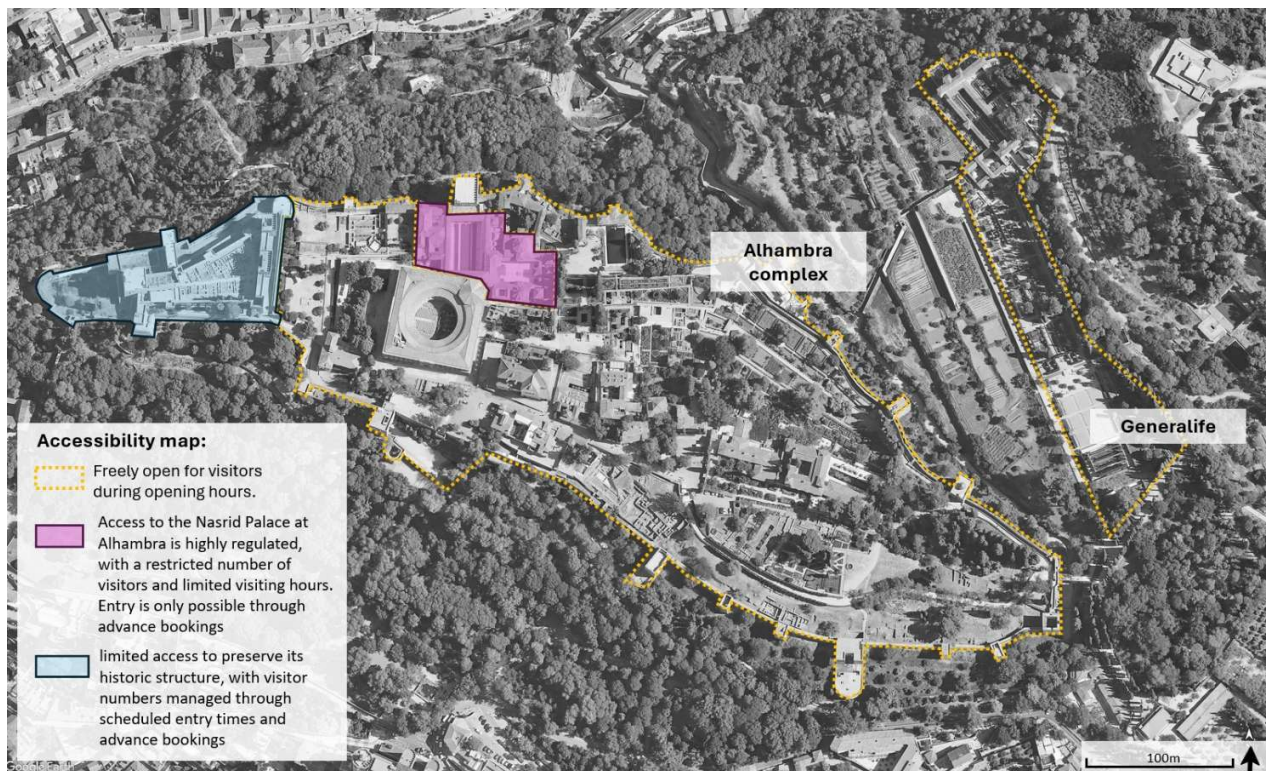 Alhambra
complex
Generalife
Accessibility map:
Freely open for visitors
during opening hours.
Access to the Nasrid Palace at
Alhambra is highly regulated,
with a restricted number of
visitors and limited visiting hours.
Entry is only possible through
advance bookings
limited access to preserve its
historic structure, with visitor
numbers managed through
scheduled entry times and
advance bookings
Google Earth
100m